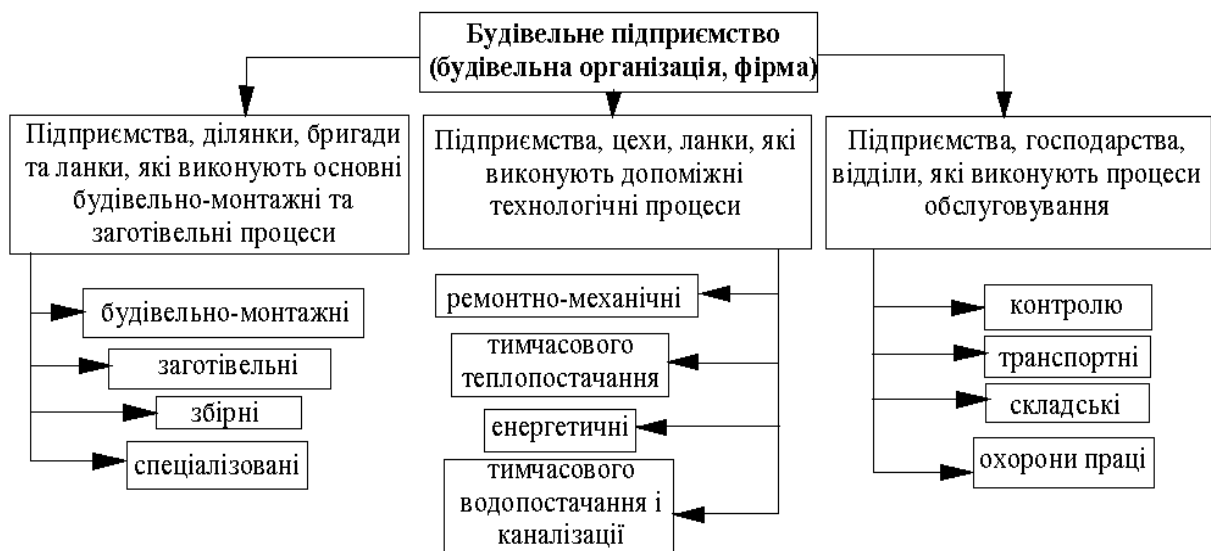 Будівельне підприємство
(будівельна організація, фірма)
Підприємства, ділянки, бригади
та ланки, які виконують основні
будівельно-монтажні та
заготівельні процеси
будівельно-монтажні
заготівельні
збірні
спеціалізовані
Підприємства, цехи, ланки, які
виконують допоміжні
технологічні процеси
ремонтно-механічні
тимчасового
теплопостачання
енергетичні
тимчасового
водопостачання і
каналізації
Підприємства, господарства,
відділи, які виконують процеси
обслуговування
контролю
транспортні
складські
охорони праці